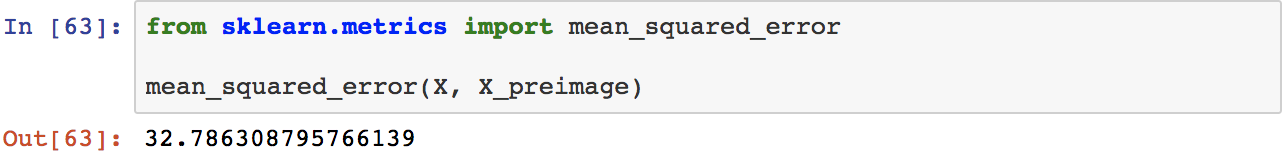 In [63]: from sklearn.metrics import mean_squared_error
mean_squared_error(X, X_preimage)
Out[63]: 32.786308795766139